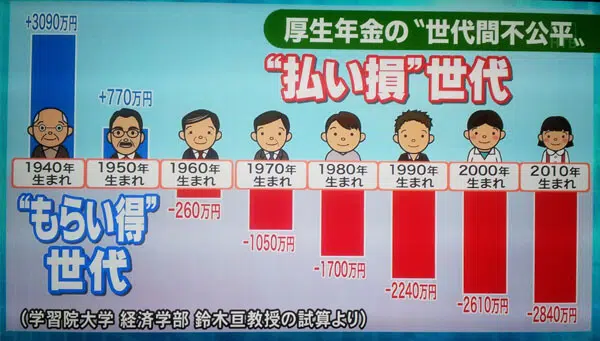 厚生年金の〝世代間不公平〟
“払い損”世代
+3090万円
+770万円
1940年
生まれ
1950年
生まれ
1960年
生まれ
1970年
生まれ
1980年
生まれ
1990年
生まれ
2000年
生まれ
2010年
生まれ
“もらい得”
世代
-260万円
-1050万円
-1700万円
-2240万円
-2610万円
-2840万円
(学習院大学 経済学部 鈴木亘教授の試算より)